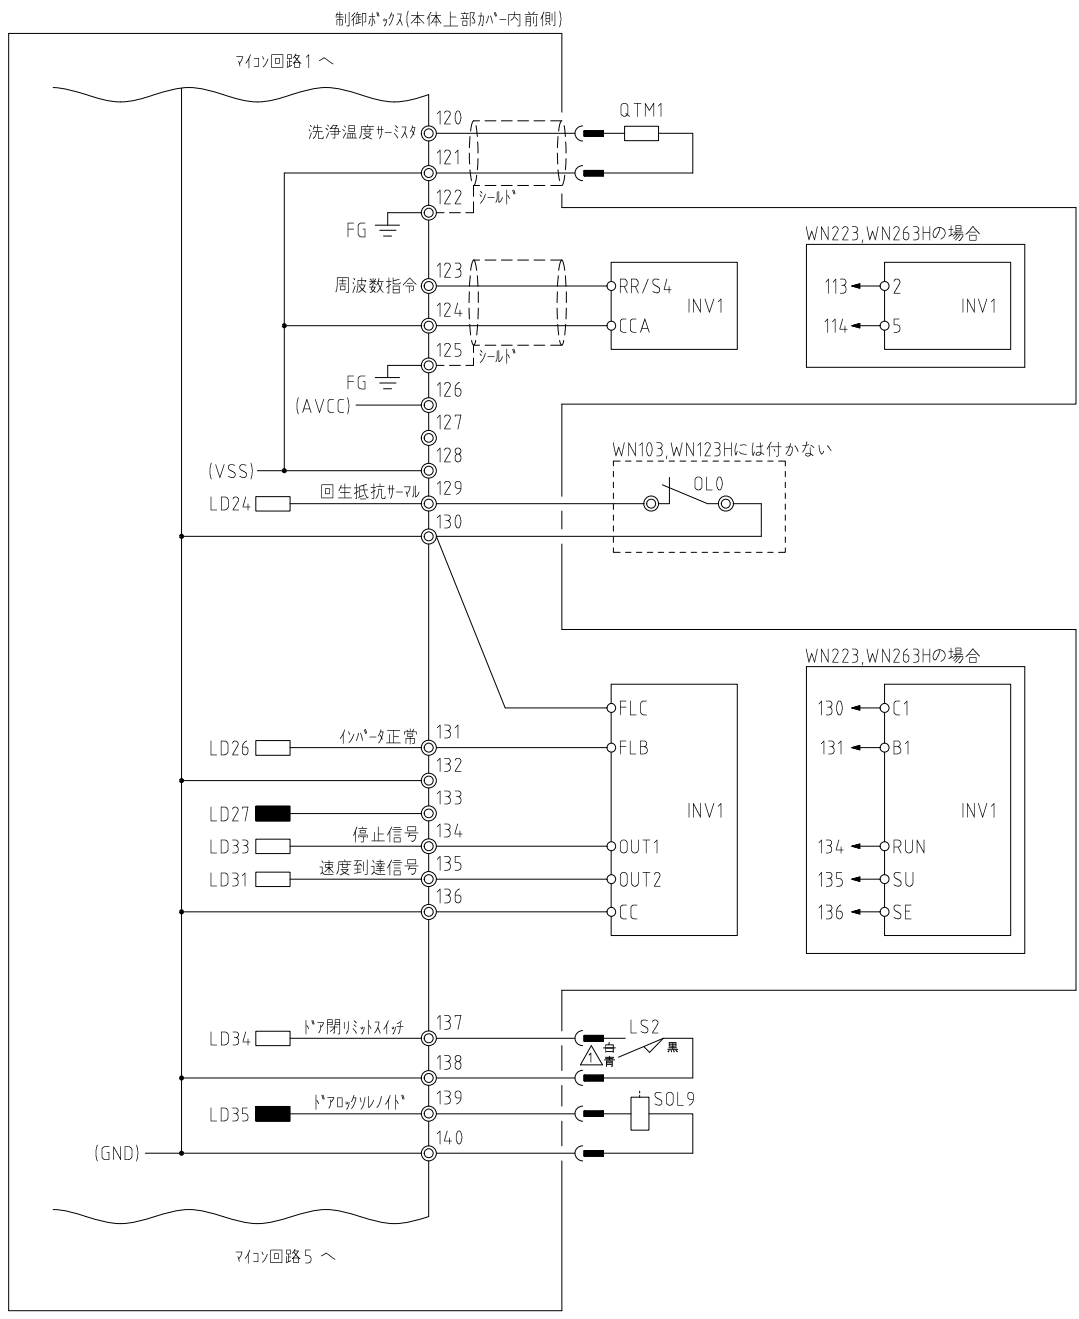 制御ﾎﾞｯｸｽ(本体上部ｶﾊﾞｰ内前側)
ﾏｲｺﾝ回路1 へ
洗浄温度ｻｰﾐｽﾀ
120
QTM1
121
122
ｼｰﾙﾄﾞ
FG
WN223,WN263Hの場合
周波数指令
123
RR/S4
INV1
113
2
INV1
124
CCA
114
5
125
ｼｰﾙﾄﾞ
FG
(AVCC)
126
127
WN103,WN123Hには付かない
(VSS)
128
LD24
回生抵抗ｻｰﾏﾙ
129
OL0
130
WN223,WN263Hの場合
FLC
130
C1
LD26
ｲﾝﾊﾞｰﾀ正常
131
FLB
131
B1
132
LD27
133
INV1
INV1
LD33
停止信号
134
OUT1
134
RUN
LD31
速度到達信号
135
OUT2
135
SU
136
CC
136
SE
LD34
ﾄﾞｱ閉ﾘﾐｯﾄｽｲｯﾁ
137
LS2
1
白
青
黒
138
LD35
ﾄﾞｱﾛｯｸｿﾚﾉｲﾄﾞ
139
SOL9
(GND)
140
ﾏｲｺﾝ回路5 へ